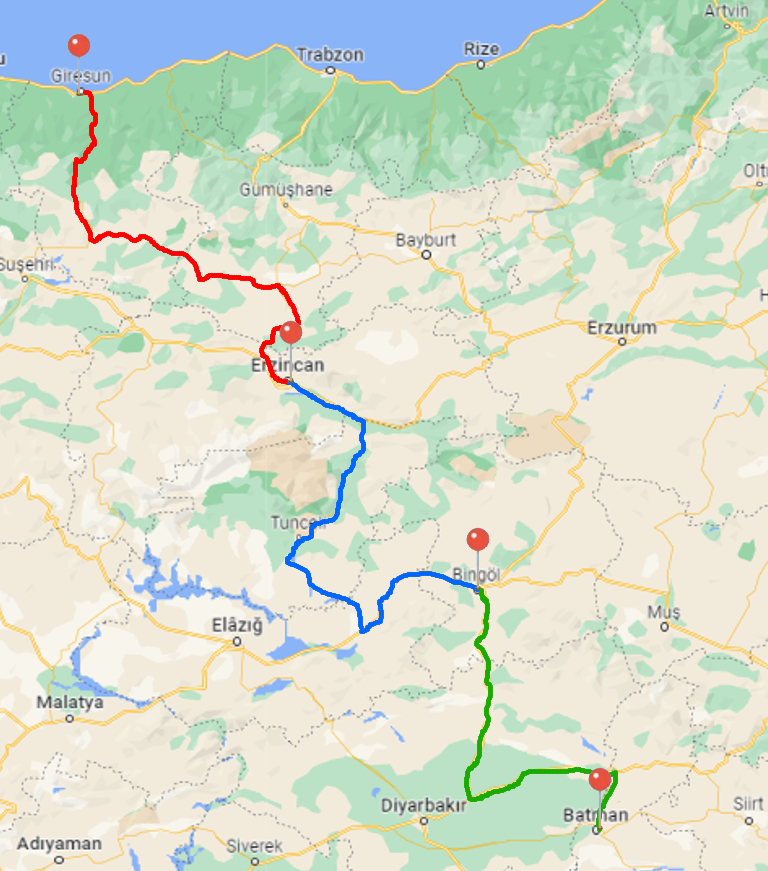 Artvin
Trabzon
Rize
Giresun
Oltu
Gümüşhane
Bayburt
Suşehri
Erzurum
Erzincan
Tunceli
Bingöl
Muş
Elâzığ
Malatya
Diyarbakır
Batman
Siirt
Adıyaman
Siverek